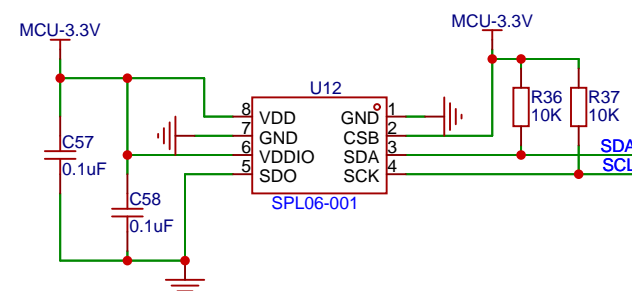 MCU-3.3V
MCU-3.3V
U12
8 VDD GND 1
7 GND CSB 2
6 VDDIO SDA 3
5 SDO SCK 4
SPL06-001
C57
0.1uF
C58
0.1uF
R36
10K
R37
10K
SDA
SCL